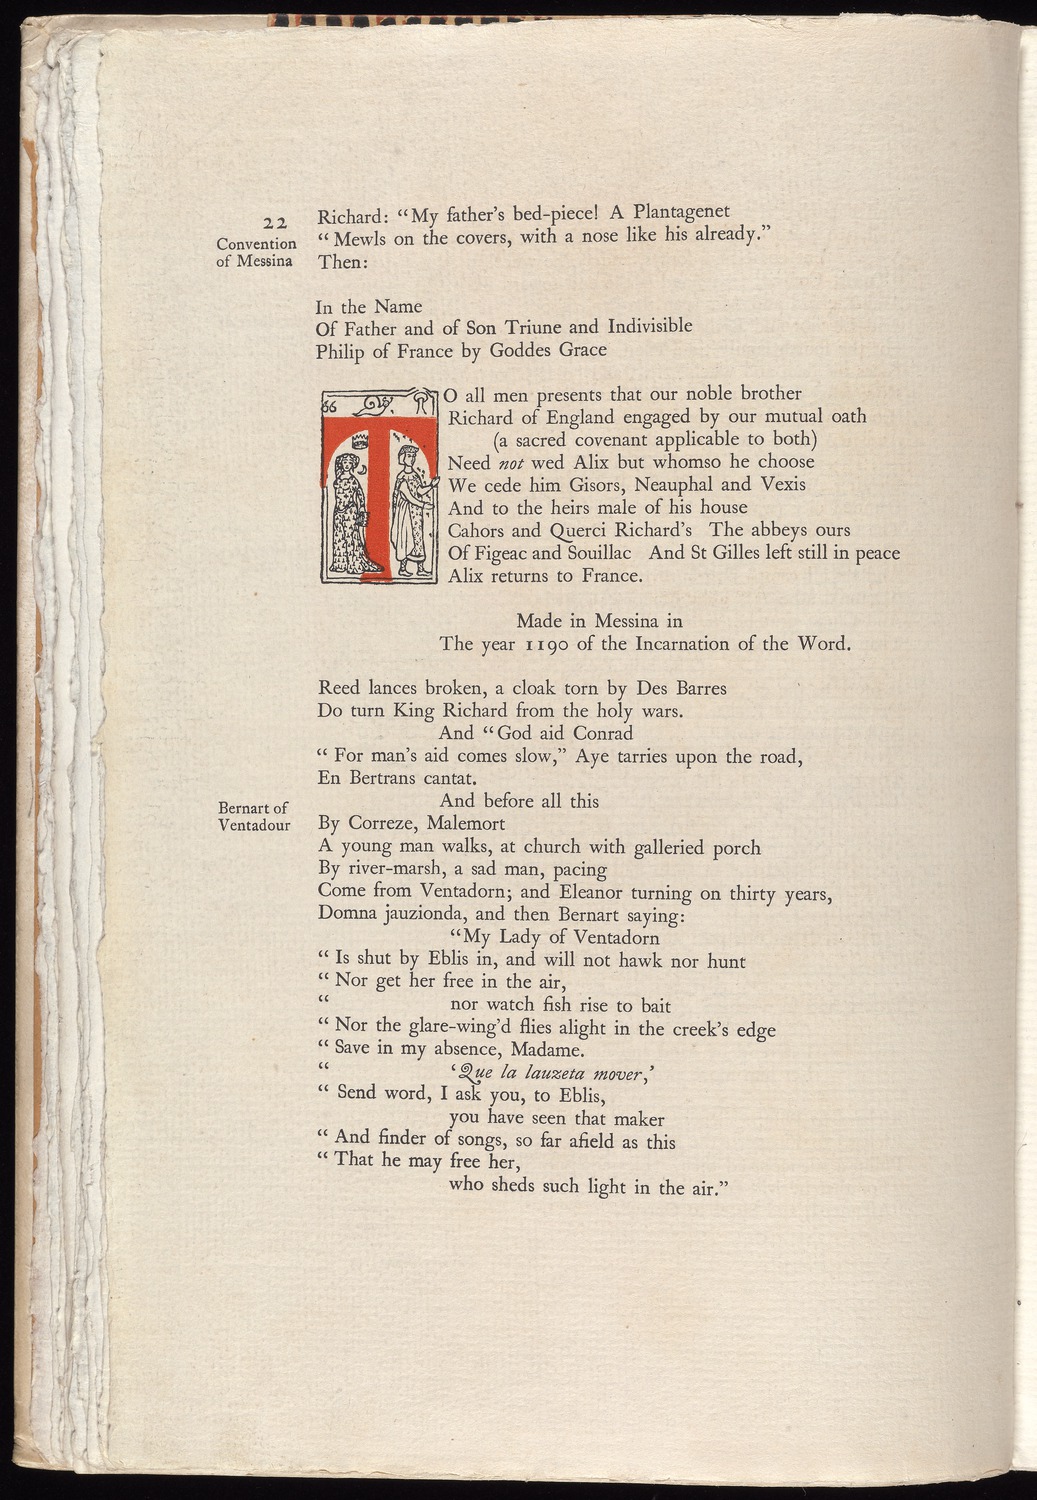 22
Convention
of Messina
Richard: “My father’s bed-piece! A Plantagenet
“ Mewls on the covers, with a nose like his already.”
Then:
In the Name
Of Father and of Son Triune and Indivisible
Philip of France by Goddes Grace
TO all men presents that our noble brother
Richard of England engaged by our mutual oath
(a sacred covenant applicable to both)
Need not wed Alix but whomso he choose
We cede him Gisors, Neauphal and Vexis
And to the heirs male of his house
Cahors and Querci Richard’s The abbeys ours
Of Figeac and Souillac And St Gilles left still in peace
Alix returns to France.
Made in Messina in
The year 1190 of the Incarnation of the Word.
Reed lances broken, a cloak torn by Des Barres
Do turn King Richard from the holy wars.
And “God aid Conrad
“ For man’s aid comes slow,” Aye tarries upon the road,
En Bertrans cantat.
And before all this
Bernart of
Ventadour
By Correze, Malemort
A young man walks, at church with galleried porch
By river-marsh, a sad man, pacing
Come from Ventadorn; and Eleanor turning on thirty years,
Domna jauzionda, and then Bernart saying:
“My Lady of Ventadorn
“ Is shut by Eblis in, and will not hawk nor hunt
“ Nor get her free in the air,
“ nor watch fish rise to bait
“ Nor the glare-wing’d flies alight in the creek’s edge
“ Save in my absence, Madame.
“ ‘Que la lauzeta mover,’
“ Send word, I ask you, to Eblis,
you have seen that maker
“ And finder of songs, so far afield as this
“ That he may free her,
who sheds such light in the air.”